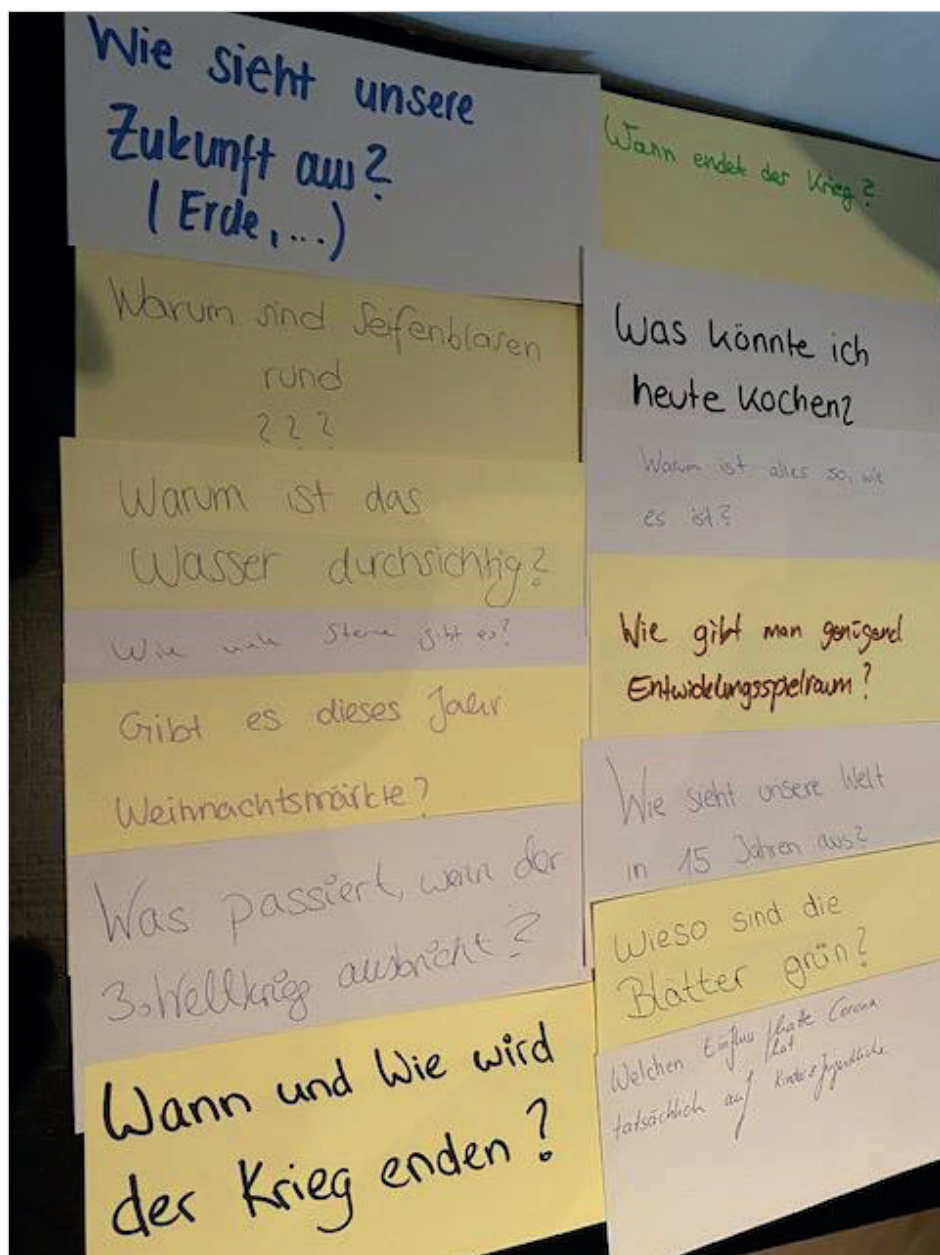 Wie sieht unsere
Zukunft aus?
(Erde, ...)
Warum sind Seifenblasen
rund
???
Warum ist das
Wasser durchsichtig?
Wie viele Sterne gibt es?
Gibt es dieses Jahr
Weihnachtsmärkte?
Was passiert, wenn der
3. Weltkrieg ausbricht?
Wann und Wie wird
der Krieg enden?
Wann endet der Krieg?
Was könnte ich
heute kochen?
Warum ist alles so, wie
es ist?
Wie gibt man genügend
Entwicklungsspielraum?
Wie sieht unsere Welt
in 15 Jahren aus?
Wieso sind die
Blätter grün?
Welchen Einfluss hatte Corona
hat
tatsächlich auf Kinder + Jugendliche